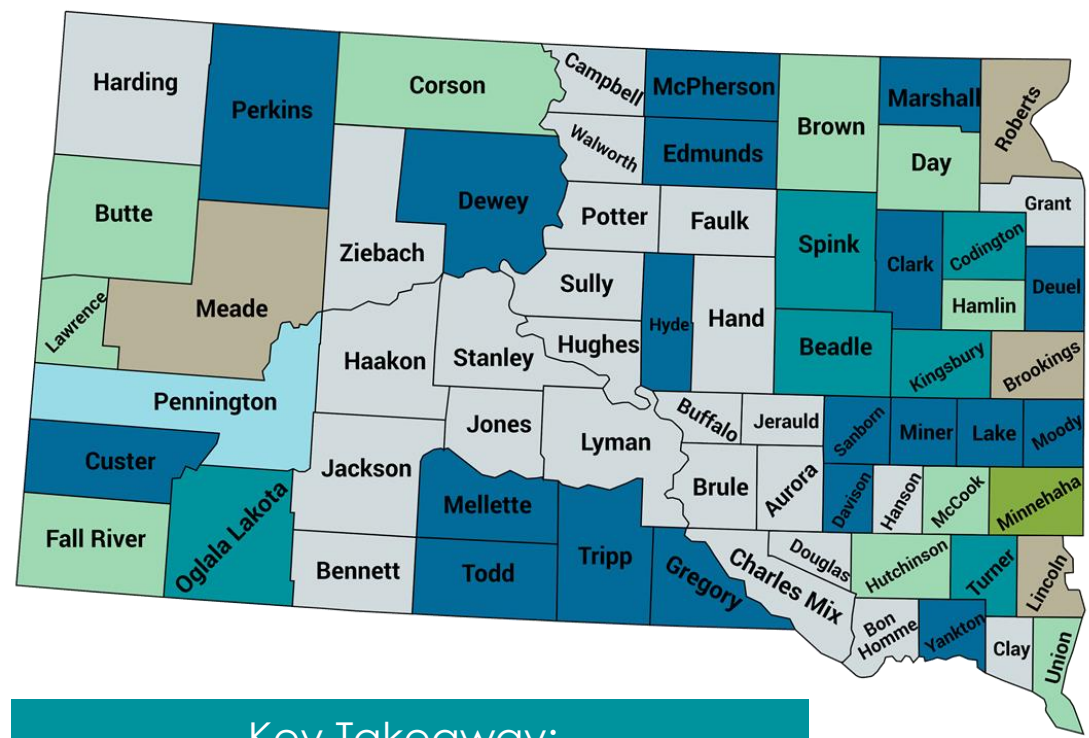 Harding
Perkins
Corson
Campbell
McPherson
Marshall
Roberts
Brown
Walworth
Edmunds
Day
Butte
Dewey
Potter
Faulk
Grant
Ziebach
Spink
Codington
Clark
Deuel
Lawrence
Meade
Sully
Hyde
Hand
Hamlin
Haakon
Stanley
Hughes
Beadle
Kingsbury
Brookings
Pennington
Jones
Lyman
Buffalo
Jerauld
Sanborn
Miner
Lake
Moody
Custer
Jackson
Mellette
Brule
Aurora
Davison
Hanson
McCook
Minnehaha
Fall River
Oglala Lakota
Bennett
Todd
Tripp
Gregory
Charles Mix
Douglas
Hutchinson
Turner
Lincoln
Bon
Homme
Yankton
Clay
Union
Key Takeaway: